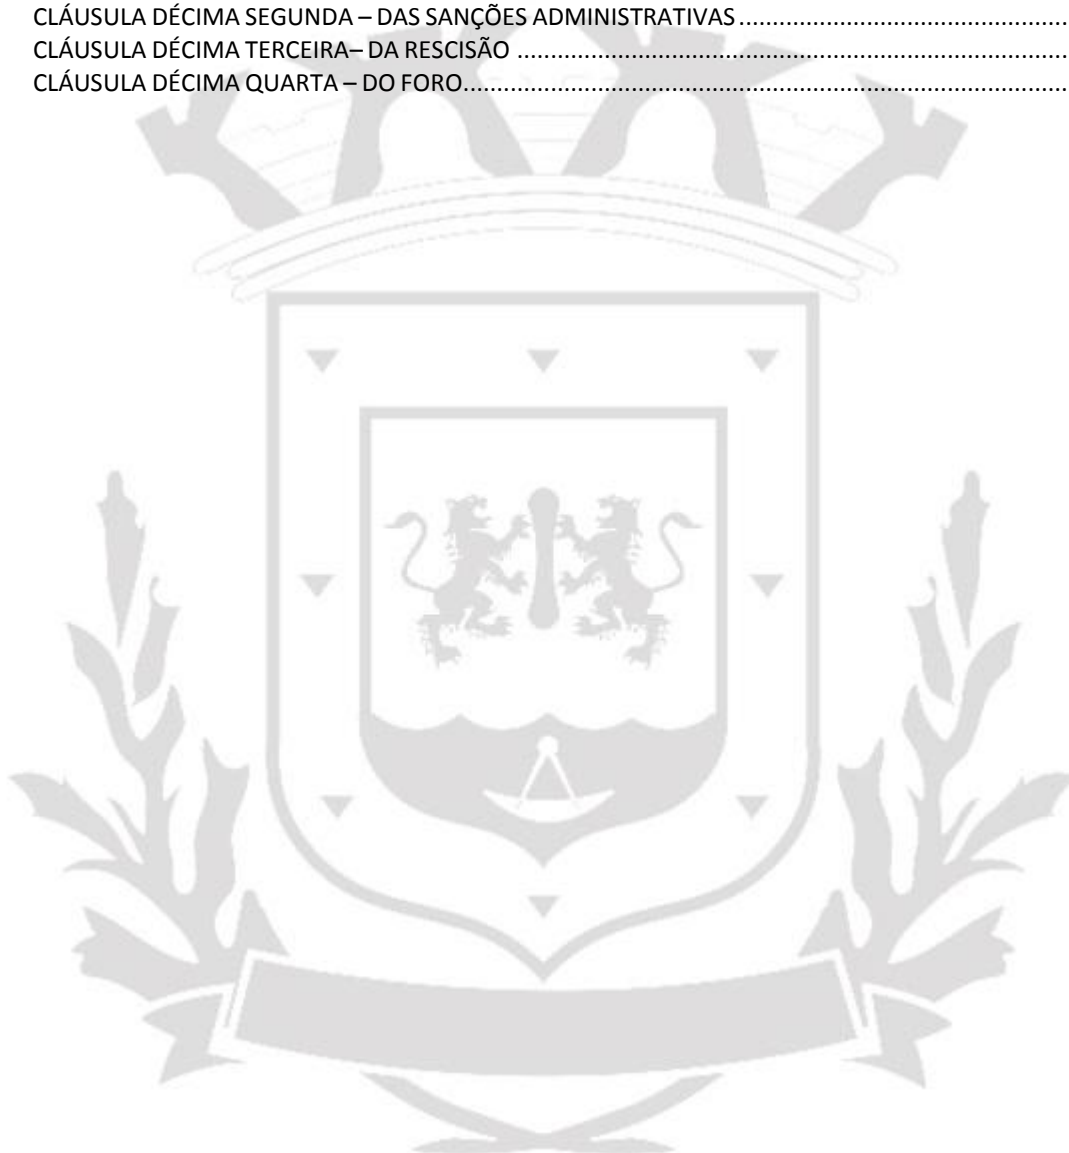 CLÁUSULA DÉCIMA SEGUNDA – DAS SANÇÕES ADMINISTRATIVAS..................................................
CLÁUSULA DÉCIMA TERCEIRA– DA RESCISÃO ...................................................................................
CLÁUSULA DÉCIMA QUARTA – DO FORO...........................................................................................